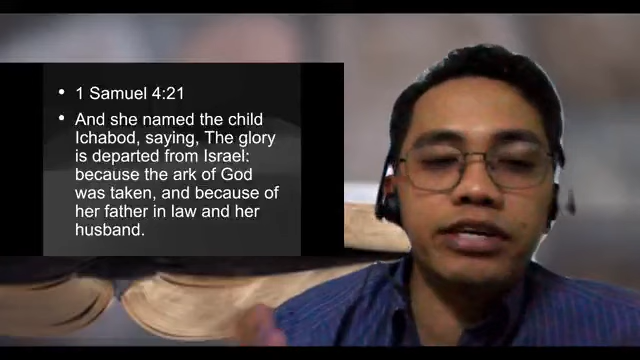 • 1 Samuel 4:21
• And she named the child
Ichabod, saying, The glory
is departed from Israel:
because the ark of God
was taken, and because of
her father in law and her
husband.